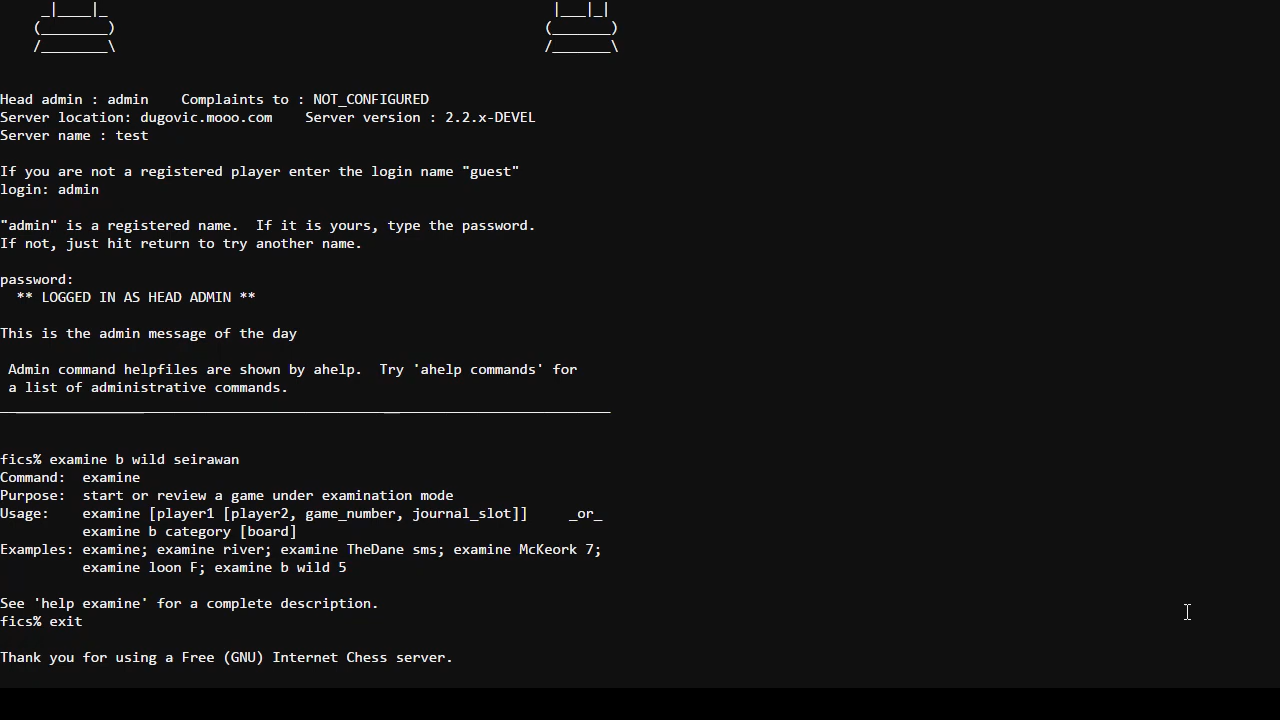 _|____|_                                                      |___|_|
(________)                                                    (______)
/________\                                                    /_______\
Head admin : admin    Complaints to : NOT_CONFIGURED
Server location: dugovic.mooo.com    Server version : 2.2.x-DEVEL
Server name : test
If you are not a registered player enter the login name "guest"
login: admin
"admin" is a registered name.  If it is yours, type the password.
If not, just hit return to try another name.
password:
  ** LOGGED IN AS HEAD ADMIN **
This is the admin message of the day
 Admin command helpfiles are shown by ahelp.  Try 'ahelp commands' for
 a list of administrative commands.
__________________________________________________________________________
fics% examine b wild seirawan
Command:  examine
Purpose:  start or review a game under examination mode
Usage:    examine [player1 [player2, game_number, journal_slot]]     _or_
          examine b category [board]
Examples: examine; examine river; examine TheDane sms; examine McKeork 7;
          examine loon F; examine b wild 5
See 'help examine' for a complete description.
fics% exit
Thank you for using a Free (GNU) Internet Chess server.